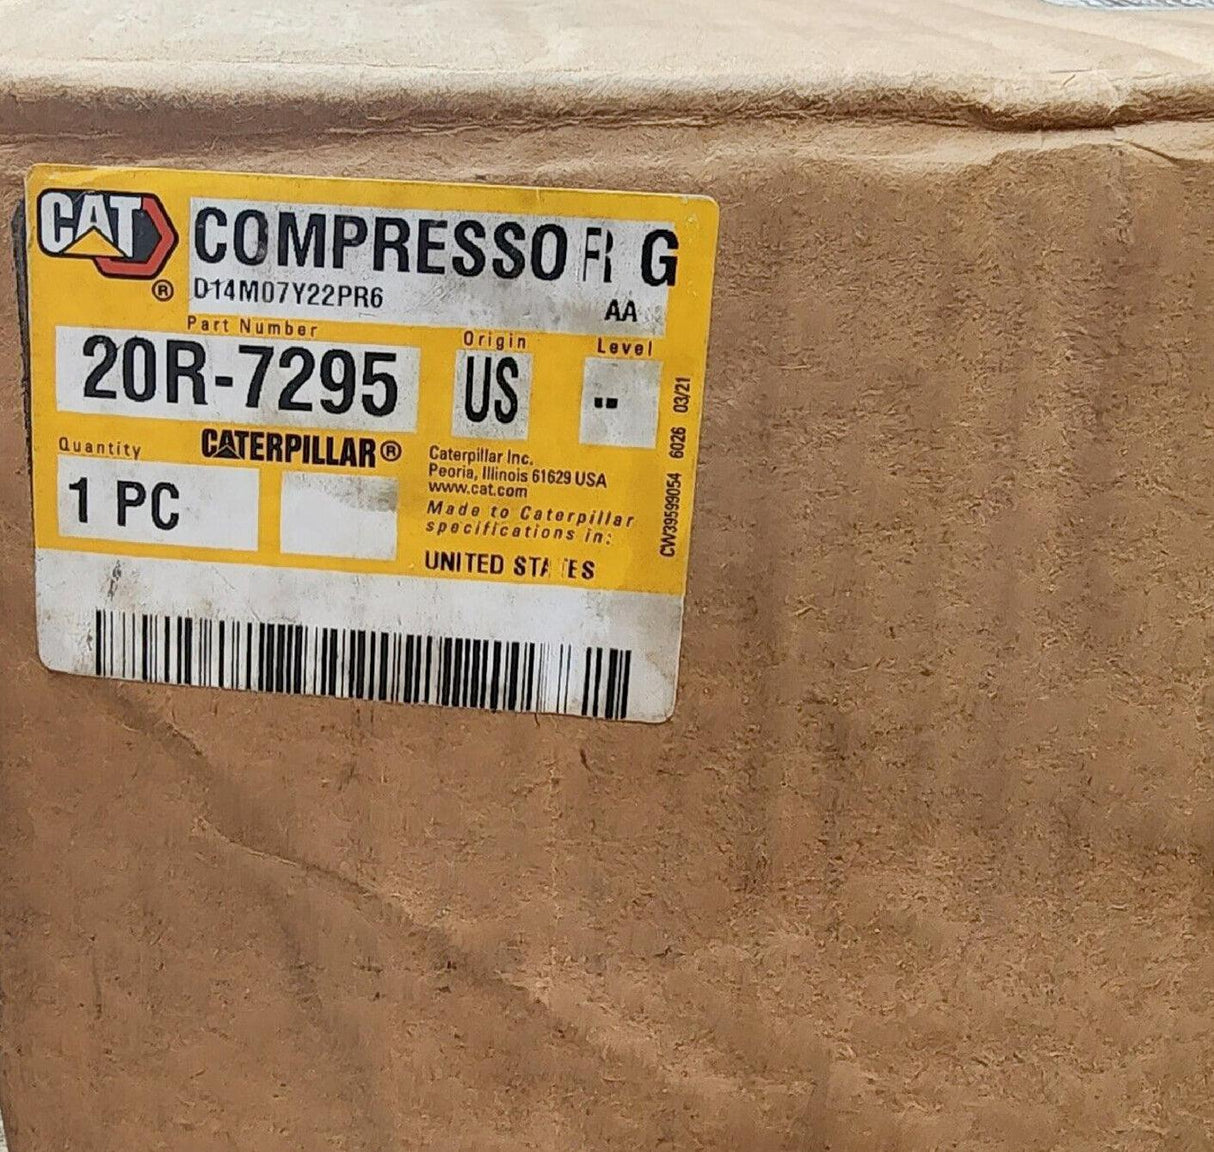 CAT ®
COMPRESSOR G
D14M07Y22PR6
AA
Part Number
20R-7295
Origin
US
Level
--
Quantity
1 PC
CATERPILLAR®
Caterpillar Inc.
Peoria, Illinois 61629 USA
www.cat.com
Made to Caterpillar
specifications in:
UNITED STATES
CW39599054 6026 03/21